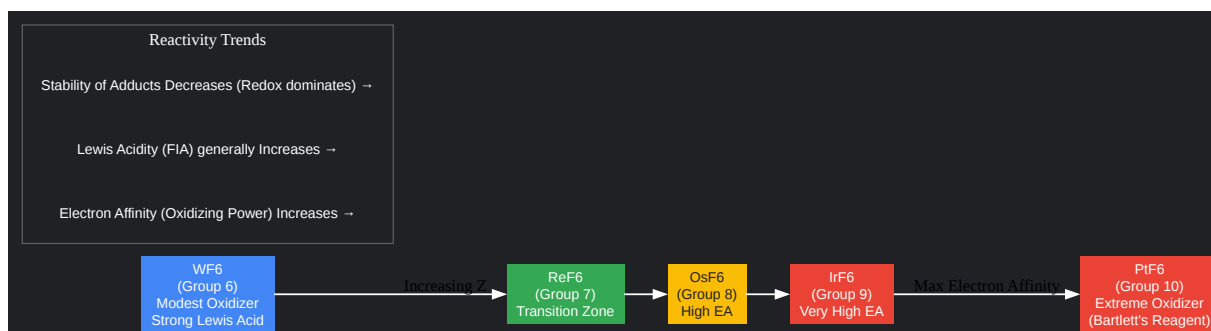 Reactivity Trends
Stability of Adducts Decreases (Redox dominates) →
Lewis Acidity (FIA) generally Increases →
Electron Affinity (Oxidizing Power) Increases →
WF6
(Group 6)
Modest Oxidizer
Strong Lewis Acid
Increasing Z
ReF6
(Group 7)
Transition Zone
OsF6
(Group 8)
High EA
IrF6
(Group 9)
Very High EA
Max Electron Affinity
PtF6
(Group 10)
Extreme Oxidizer
(Bartlett's Reagent)